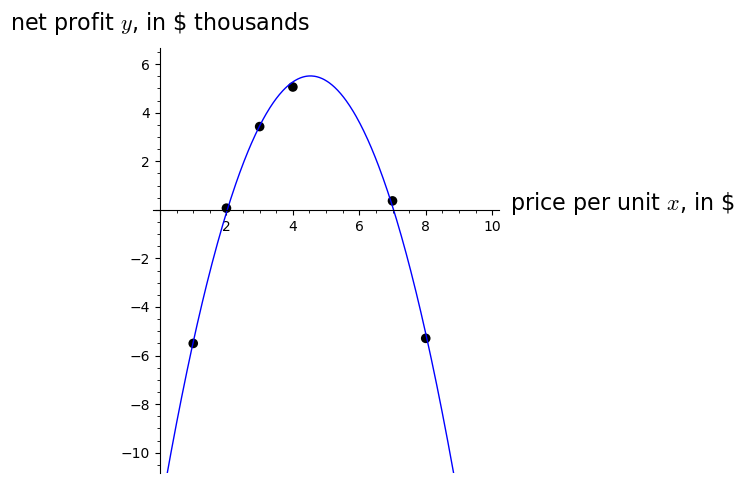 net profit y, in $ thousands
6
4
2
price per unit x, in $
2 4 6 8 10
−2
−4
−6
−8
−10